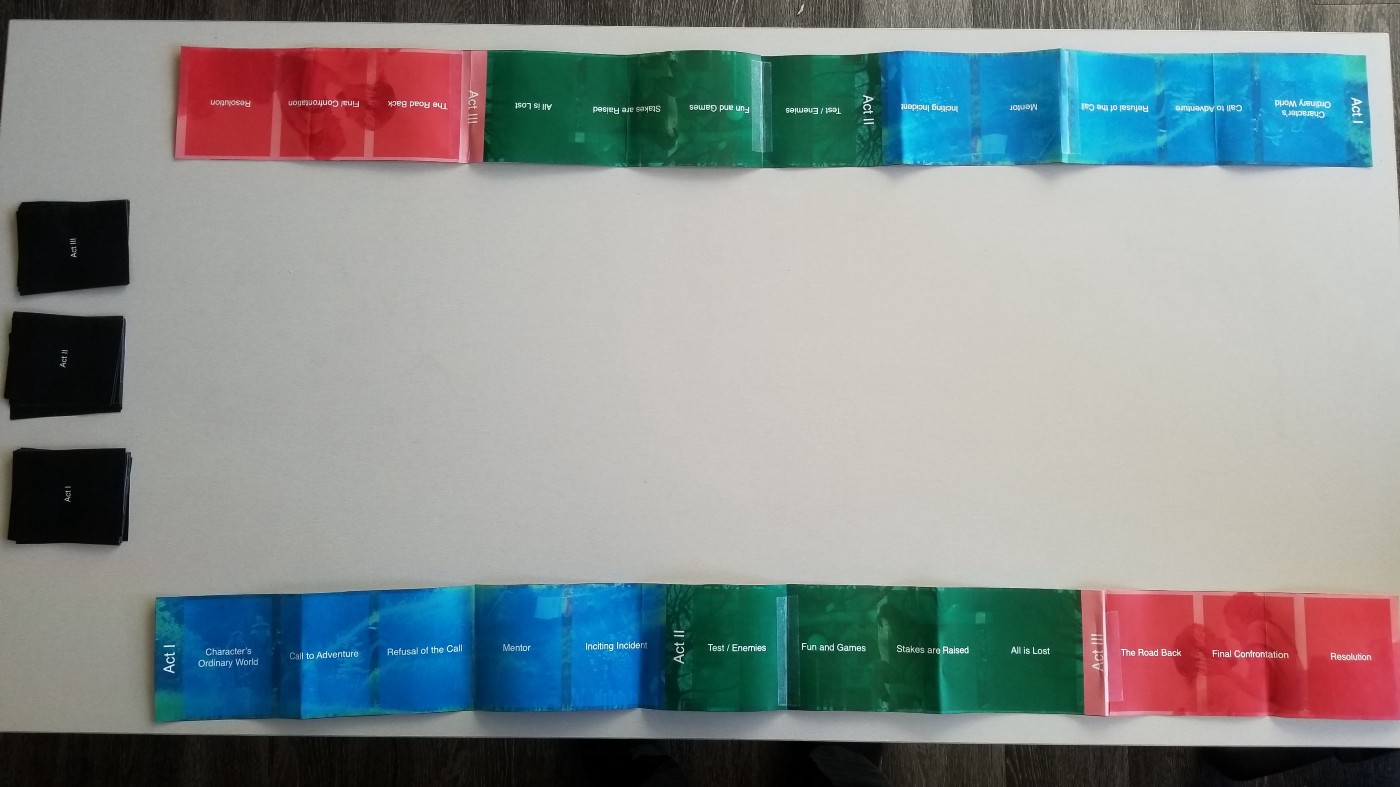 Resolution
Final Confrontation
The Road Back
Act III
All is Lost
Stakes are Raised
Fun and Games
Test / Enemies
Act II
Inciting Incident
Mentor
Refusal of the Call
Call to Adventure
Character's
Ordinary World
Act I
Act III
Act II
Act I
Act I
Character's
Ordinary World
Call to Adventure
Refusal of the Call
Mentor
Inciting Incident
Act II
Test / Enemies
Fun and Games
Stakes are Raised
All is Lost
Act III
The Road Back
Final Confrontation
Resolution